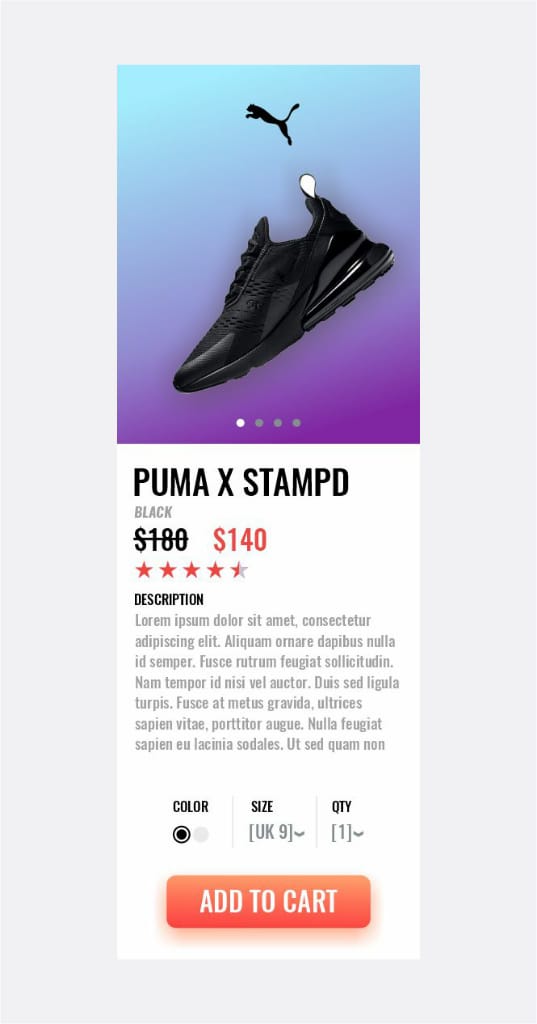 PUMA X STAMPD
BLACK
$180 $140
DESCRIPTION
Lorem ipsum dolor sit amet, consectetur
adipiscing elit. Aliquam ornare dapibus nulla
id semper. Fusce rutrum feugiat sollicitudin.
Nam tempor id nisi vel auctor. Duis sed ligula
turpis. Fusce at metus gravida, ultrices
sapien vitae, porttitor augue. Nulla feugiat
sapien eu lacinia sodales. Ut sed quam non
COLOR SIZE QTY
[UK 9] [1]
ADD TO CART